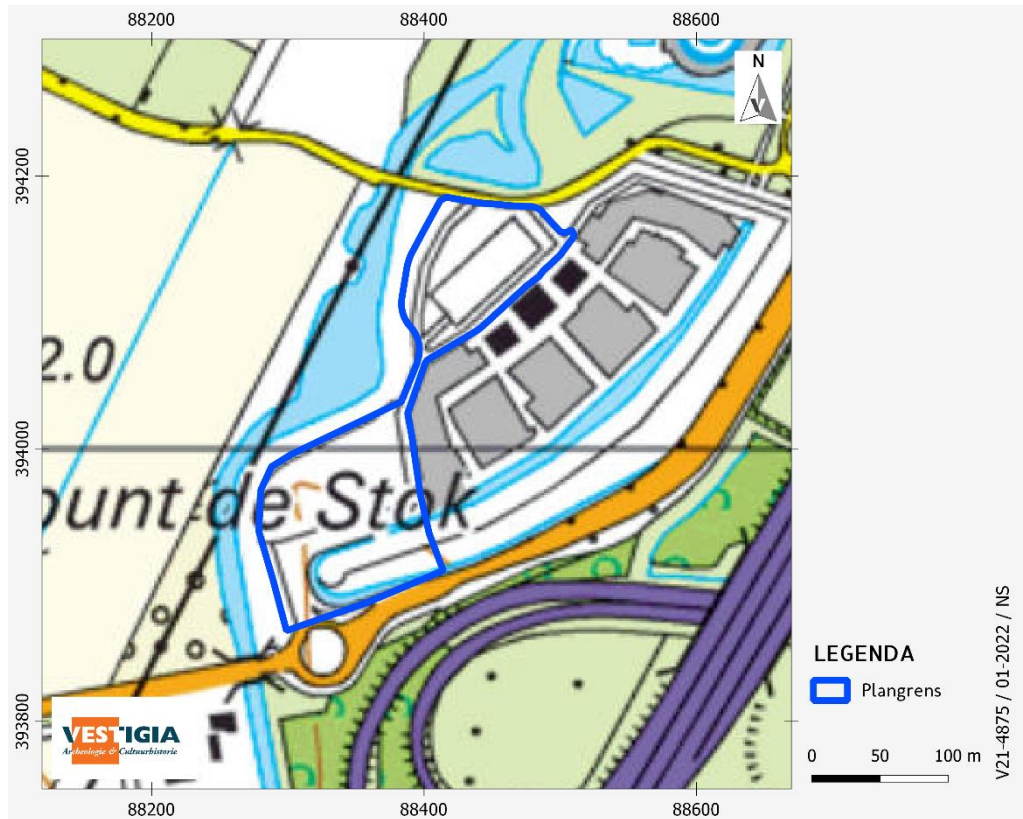 88200 88400 88600
N
394200
2.0
394000
unt de Stok
LEGENDA
Plangrens
393800
VESTIGIA
Archeologie & Cultuurhistorie
0 50 100 m
V21-4875 / 01-2022 / NS
88200 88400 88600